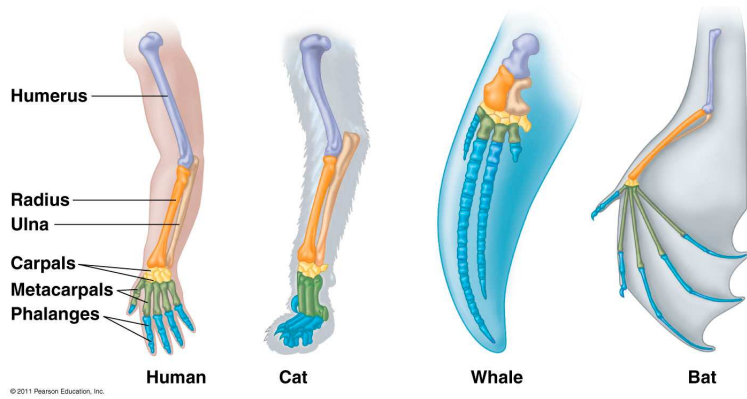 Humerus
Radius
Ulna
Carpals
Metacarpals
Phalanges
Human
Cat
Whale
Bat
© 2011 Pearson Education, Inc.